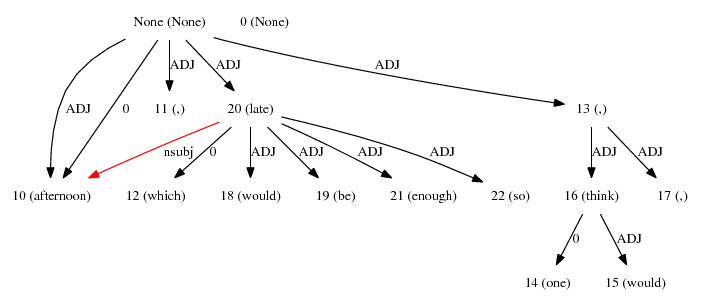 None (None) 0 (None)
ADJ ADJ ADJ
ADJ 0 11 (,) 20 (late) 13 (,)
nsubj 0 ADJ ADJ ADJ ADJ ADJ ADJ
10 (afternoon) 12 (which) 18 (would) 19 (be) 21 (enough) 22 (so) 16 (think) 17 (,)
0 ADJ
14 (one) 15 (would)